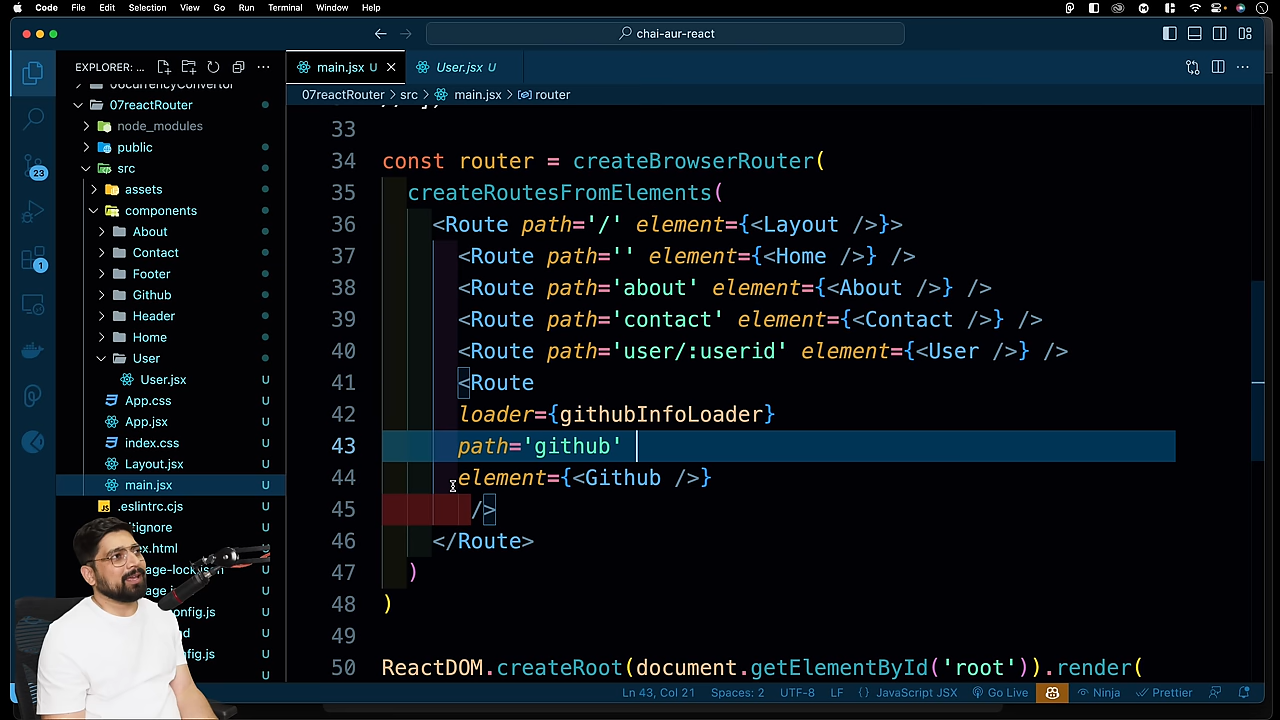 Code File Edit Selection View Go Run Terminal Window Help
chai-aur-react
EXPLORER: ...
main.jsx U
User.jsx U
07reactRouter > src > main.jsx > router
07reactRouter
node_modules
public
src
assets
components
About
Contact
Footer
Github
Header
Home
User
User.jsx U
App.css U
App.jsx U
index.css U
Layout.jsx U
main.jsx U
.eslintrc.cjs U
U
U
U
U
U
U
U
U
23
1
33
34 const router = createBrowserRouter(
35 createRoutesFromElements(
36 <Route path='/' element={<Layout />}>
37 <Route path='' element={<Home />} />
38 <Route path='about' element={<About />} />
39 <Route path='contact' element={<Contact />} />
40 <Route path='user/:userid' element={<User />} />
41 <Route
42 loader={githubInfoLoader}
43 path='github'
44 element={<Github />}
45 />
46 </Route>
47 )
48 )
49
50 ReactDOM.createRoot(document.getElementById('root')).render(
Ln 43, Col 21 Spaces: 2 UTF-8 LF { } JavaScript JSX Go Live Ninja Prettier